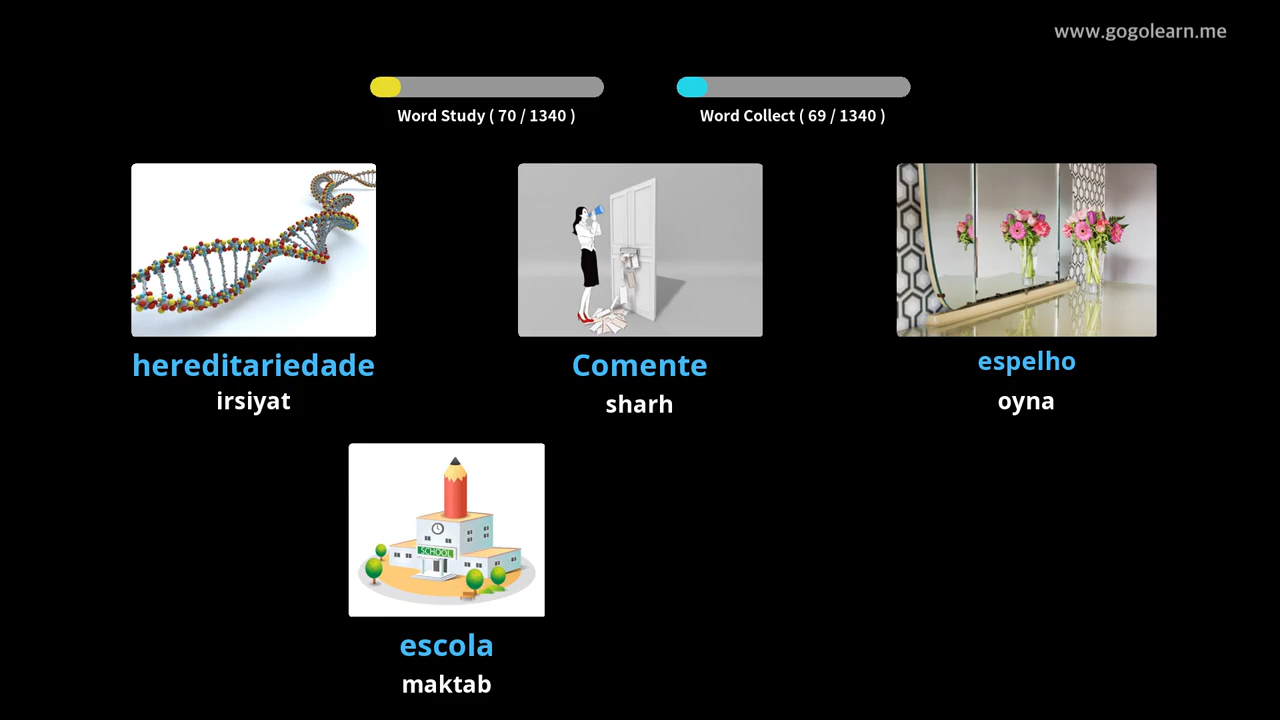 www.gogolearn.me
Word Study ( 70 / 1340 )
Word Collect ( 69 / 1340 )
hereditariedade
irsiyat
Comente
sharh
espelho
oyna
SCHOOL
escola
maktab